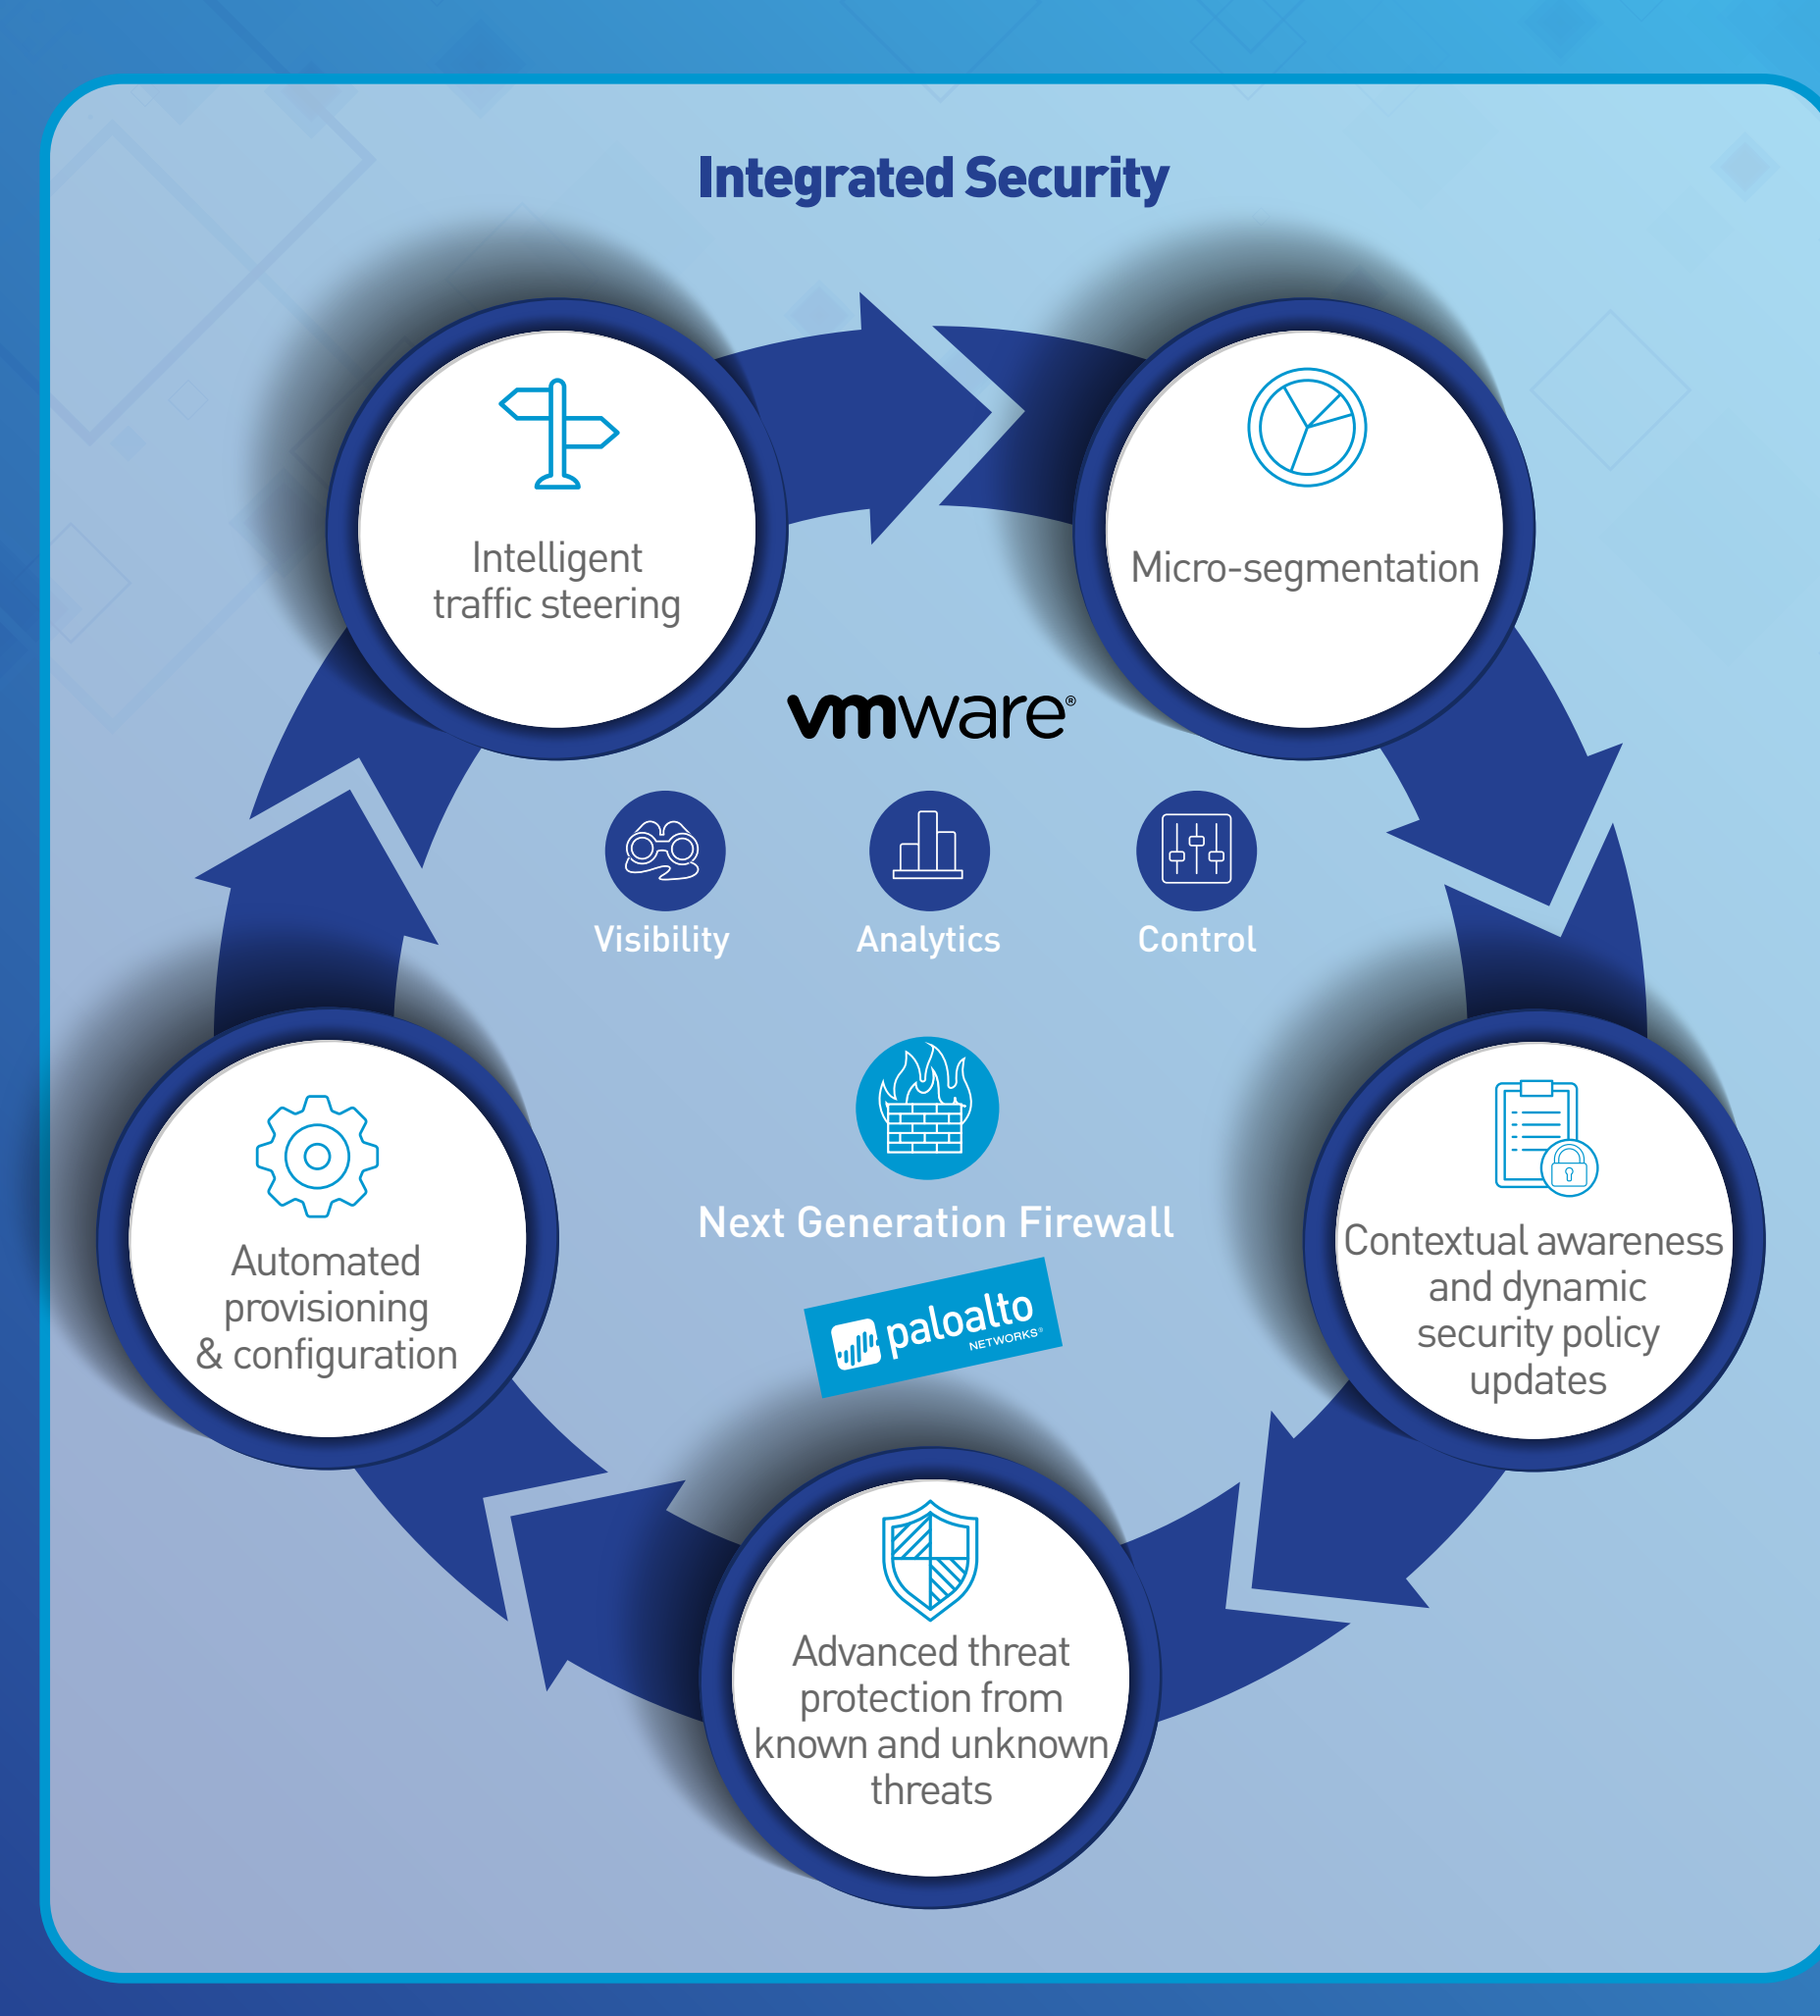 Integrated Security
Intelligent
traffic steering
Micro-segmentation
vmware®
Visibility
Analytics
Control
Next Generation Firewall
paloalto
NETWORKS®
Automated
provisioning
& configuration
Contextual awareness
and dynamic
security policy
updates
Advanced threat
protection from
known and unknown
threats